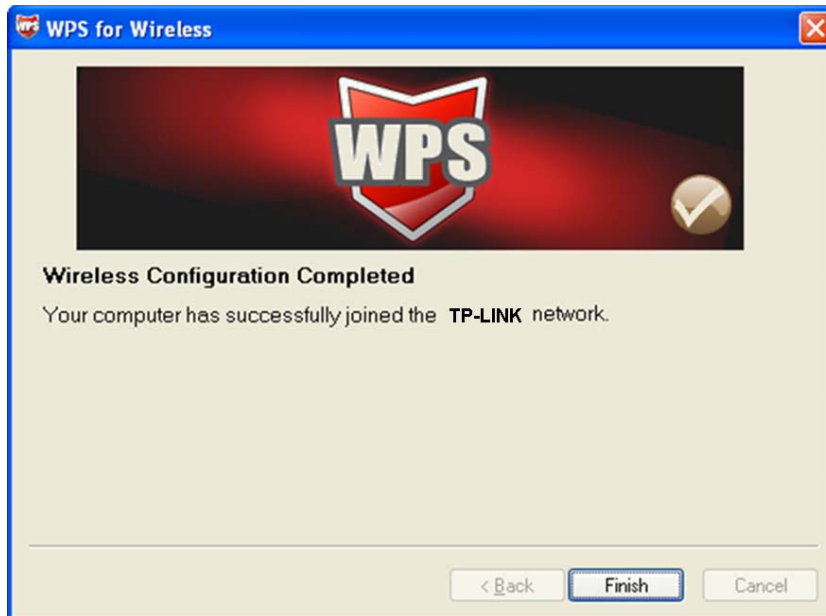 WPS for Wireless
WPS
Wireless Configuration Completed
Your computer has successfully joined the TP-LINK network.
< Back Finish Cancel